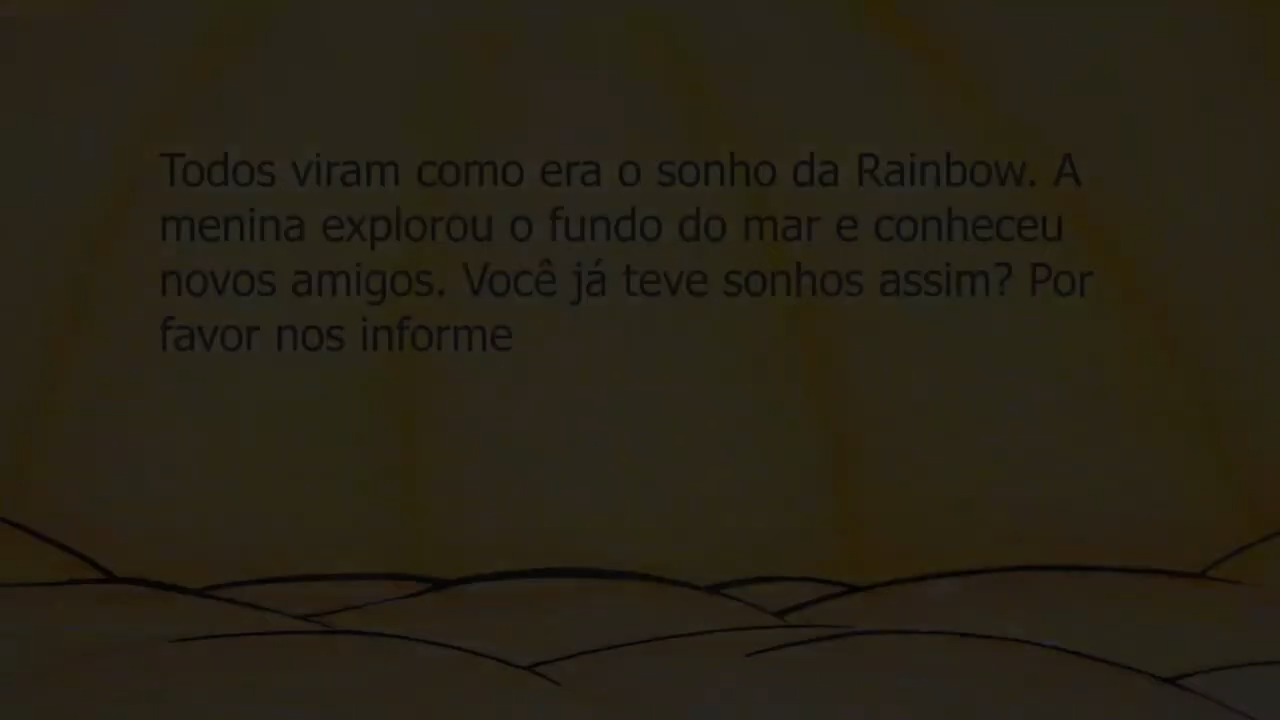 Todos viram como era o sonho da Rainbow. A
menina explorou o fundo do mar e conheceu
novos amigos. Você já teve sonhos assim? Por
favor nos informe